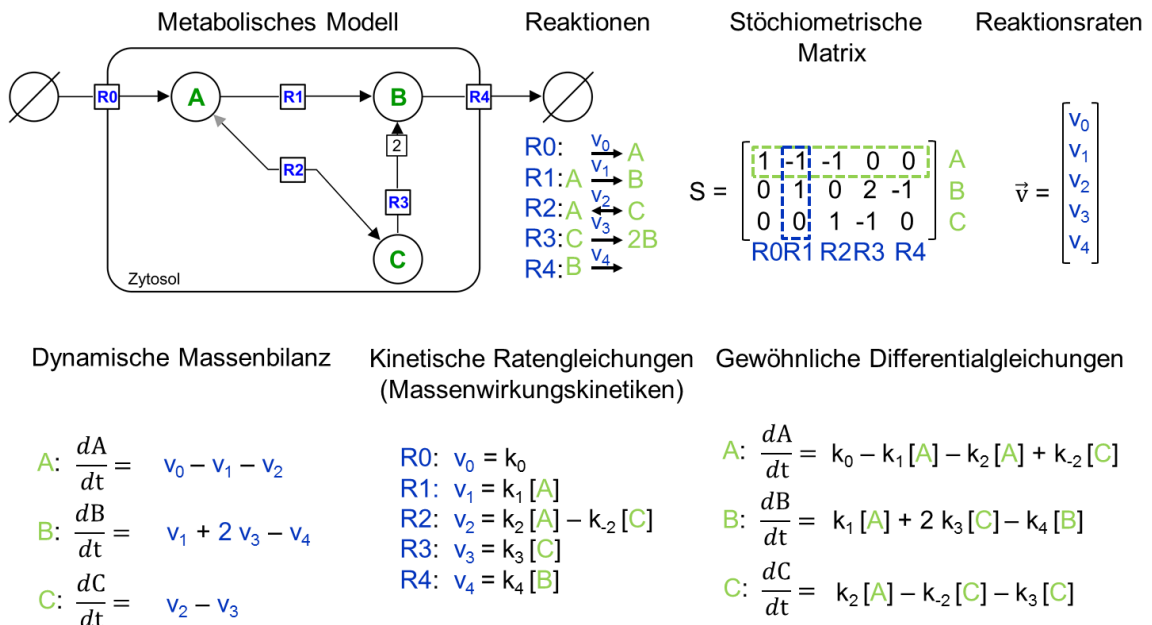 Metabolisches Modell
Reaktionen
Stöchiometrische
Matrix
Reaktionsraten
R0
A
R1
B
R4
2
R2
R3
C
Zytosol
R0: v₀ → A
R1: A v₁ → B
R2: A v₂ ↔ C
R3: C v₃ → 2B
R4: B v₄ →
S =
1 -1 -1 0 0 A
0 1 0 2 -1 B
0 0 1 -1 0 C
R0 R1 R2 R3 R4
v⃗ =
v₀
v₁
v₂
v₃
v₄
Dynamische Massenbilanz
A: dA/dt = v₀ – v₁ – v₂
B: dB/dt = v₁ + 2 v₃ – v₄
C: dC/dt = v₂ – v₃
Kinetische Ratengleichungen
(Massenwirkungskinetiken)
R0: v₀ = k₀
R1: v₁ = k₁ [A]
R2: v₂ = k₂ [A] – k₋₂ [C]
R3: v₃ = k₃ [C]
R4: v₄ = k₄ [B]
Gewöhnliche Differentialgleichungen
A: dA/dt = k₀ – k₁ [A] – k₂ [A] + k₋₂ [C]
B: dB/dt = k₁ [A] + 2 k₃ [C] – k₄ [B]
C: dC/dt = k₂ [A] – k₋₂ [C] – k₃ [C]